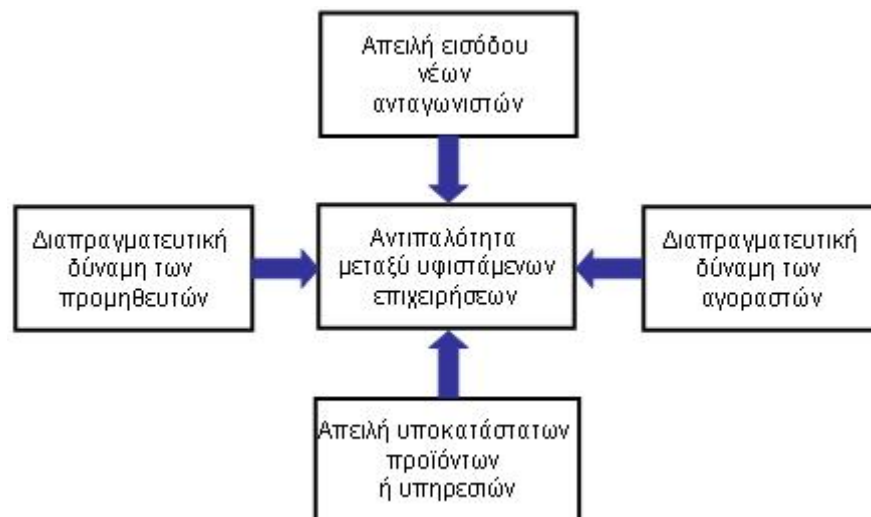 Απειλή εισόδου
νέων
ανταγωνιστών
Διαπραγματευτική
δύναμη των
προμηθευτών
Αντιπαλότητα
μεταξύ υφιστάμενων
επιχειρήσεων
Διαπραγματευτική
δύναμη των
αγοραστών
Απειλή υποκατάστατων
προϊόντων
ή υπηρεσιών